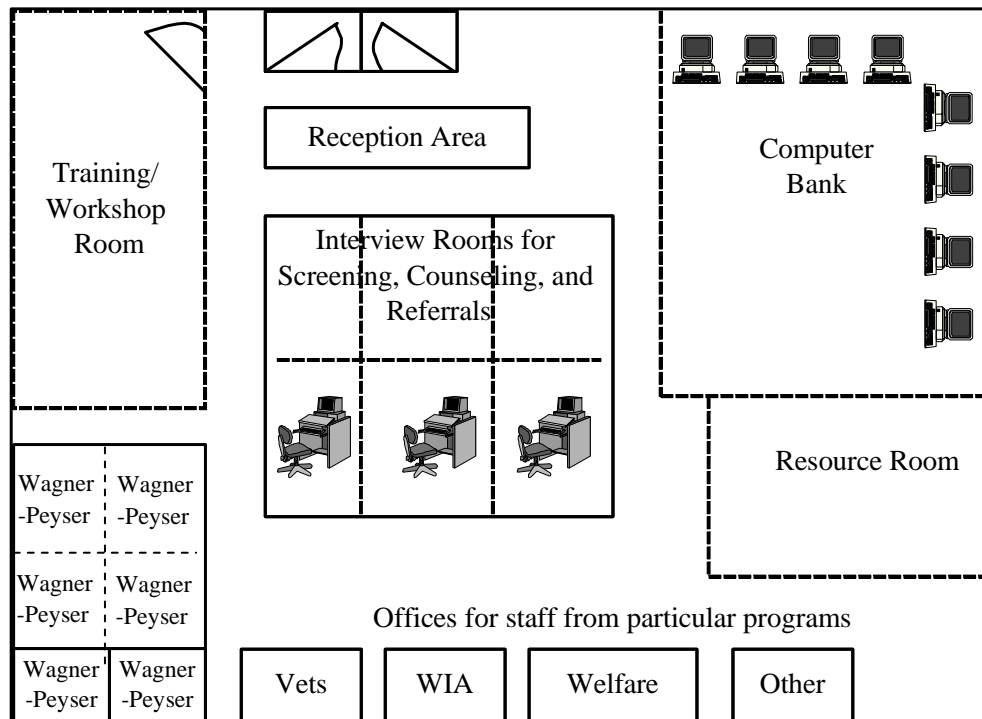 Reception Area
Training/
Workshop
Room
Computer
Bank
Interview Rooms for
Screening, Counseling, and
Referrals
Resource Room
Wagner
-Peyser
Wagner
-Peyser
Wagner
-Peyser
Wagner
-Peyser
Wagner
-Peyser
Wagner
-Peyser
Offices for staff from particular programs
Vets
WIA
Welfare
Other